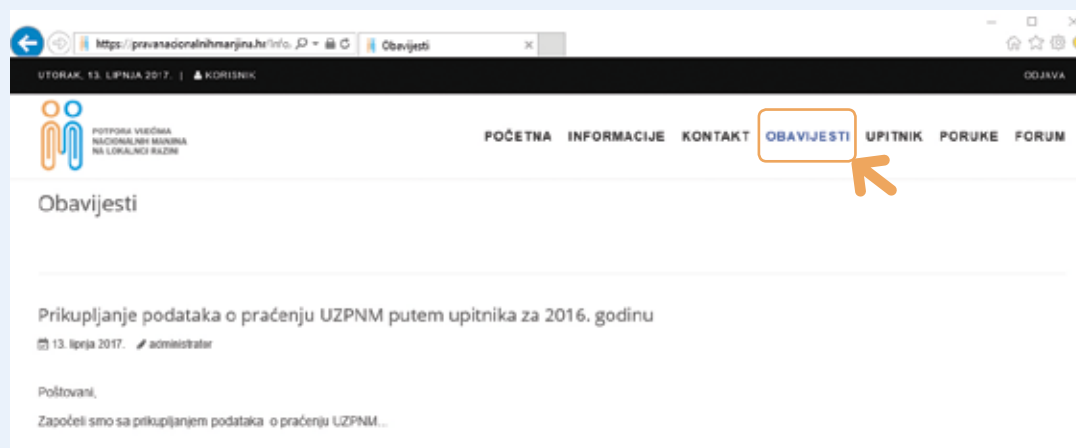 https://pravanacionalnihmanjina.hr/info. Obavijesti
UTORAK, 13. LIPNJA 2017. | KORISNIK ODJAVA
POTPORA VIJEĆIMA
NACIONALNIH MANJINA
NA LOKALNOJ RAZINI
POČETNA INFORMACIJE KONTAKT OBAVIJESTI UPITNIK PORUKE FORUM
Obavijesti
Prikupljanje podataka o praćenju UZPNM putem upitnika za 2016. godinu
13. lipnja 2017. administrator
Poštovani,
Započeli smo sa prikupljanjem podataka o praćenju UZPNM...